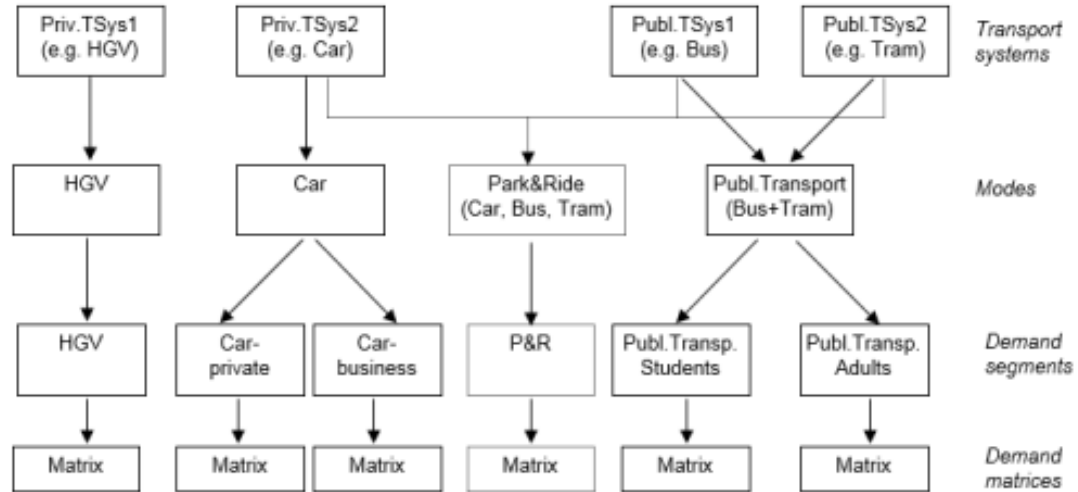 Priv.TSys1
(e.g. HGV)
Priv.TSys2
(e.g. Car)
Publ.TSys1
(e.g. Bus)
Publ.TSys2
(e.g. Tram)
Transport
systems
HGV
Car
Park&Ride
(Car, Bus, Tram)
Publ.Transport
(Bus+Tram)
Modes
HGV
Car-
private
Car-
business
P&R
Publ.Transp.
Students
Publ.Transp.
Adults
Demand
segments
Matrix
Matrix
Matrix
Matrix
Matrix
Matrix
Demand
matrices